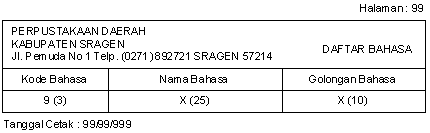 Halaman : 99
PERPUSTAKAAN DAERAH
KABUPATEN SRAGEN
Jl. Pemuda No 1 Telp. (0271) 892721 SRAGEN 57214
DAFTAR BAHASA
Kode Bahasa Nama Bahasa Golongan Bahasa
9 (3) X (25) X (10)
Tanggal Cetak : 99/99/999